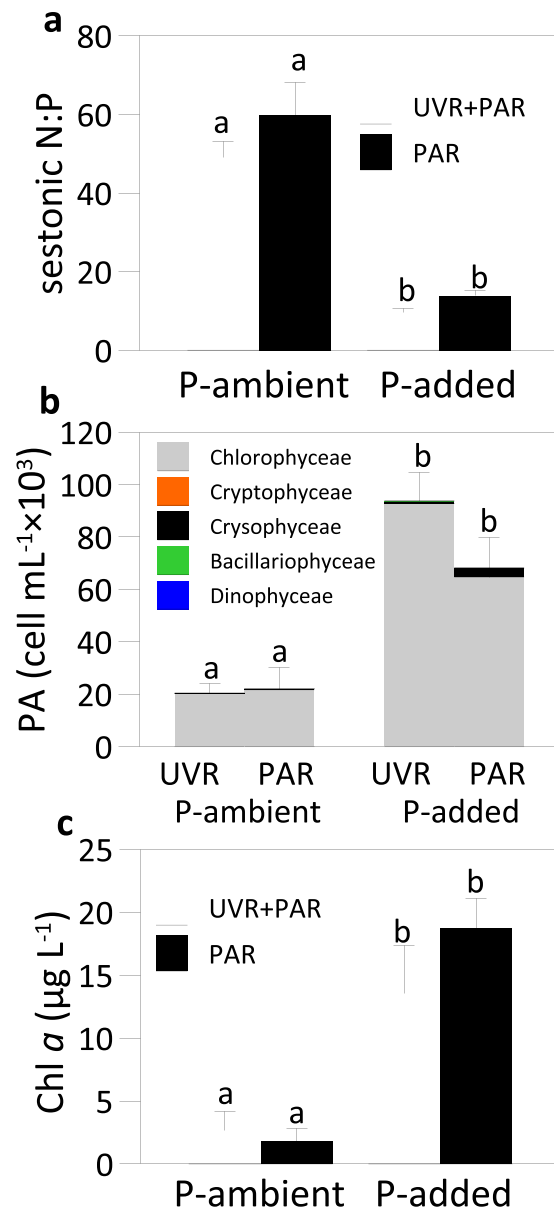 a
80
60
40
20
0
sestonic N:P
a
a
b
b
UVR+PAR
PAR
P-ambient P-added
b
120
100
80
60
40
20
0
PA (cell mL⁻¹×10³)
Chlorophyceae
Cryptophyceae
Crysophyceae
Bacillariophyceae
Dinophyceae
a
a
b
b
UVR PAR UVR PAR
P-ambient P-added
c
25
20
15
10
5
0
Chl a (µg L⁻¹)
UVR+PAR
PAR
a
a
b
b
P-ambient P-added